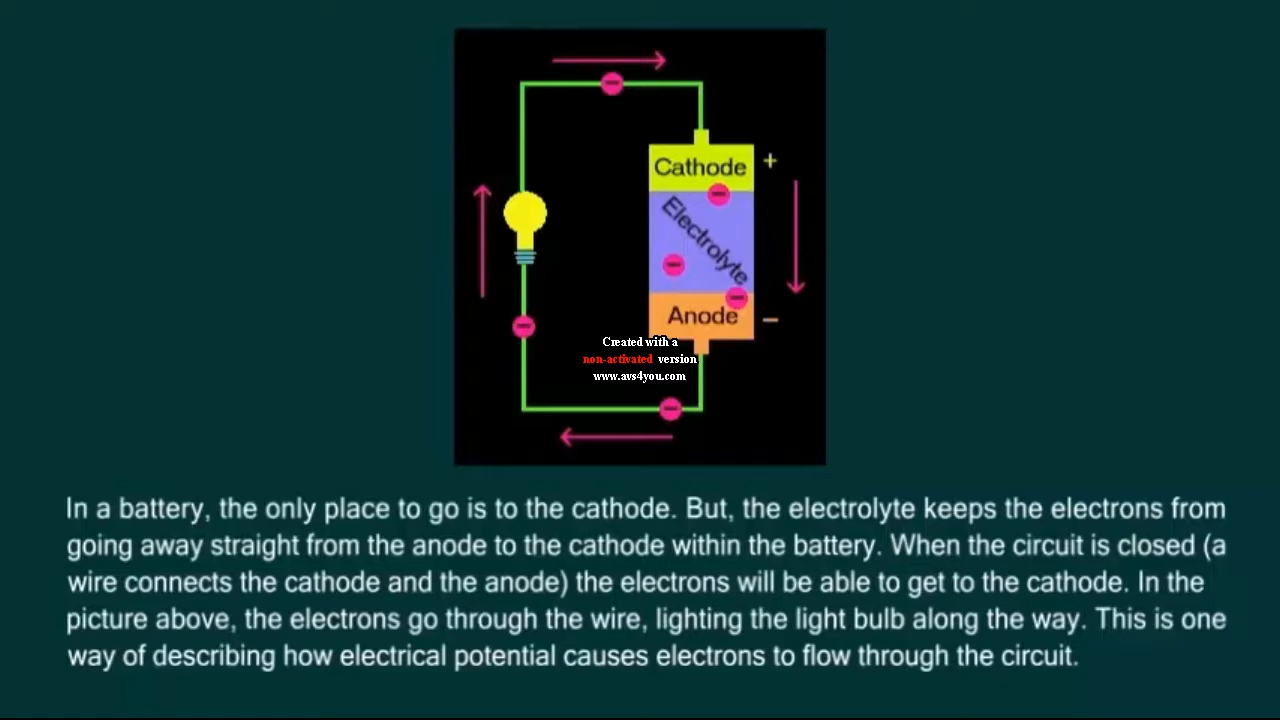 Cathode
+
Electrolyte
Anode
–
Created with a
non-activated version
www.avs4you.com
In a battery, the only place to go is to the cathode. But, the electrolyte keeps the electrons from
going away straight from the anode to the cathode within the battery. When the circuit is closed (a
wire connects the cathode and the anode) the electrons will be able to get to the cathode. In the
picture above, the electrons go through the wire, lighting the light bulb along the way. This is one
way of describing how electrical potential causes electrons to flow through the circuit.